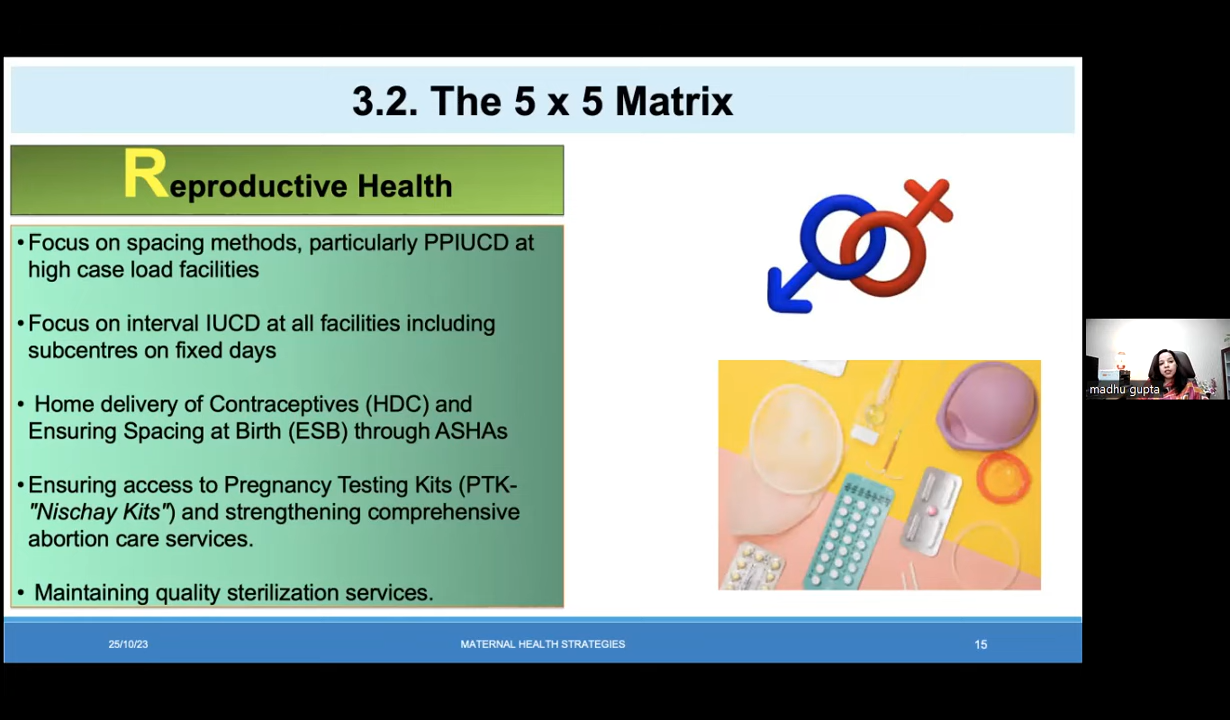 3.2. The 5 x 5 Matrix
Reproductive Health
•Focus on spacing methods, particularly PPIUCD at
high case load facilities
•Focus on interval IUCD at all facilities including
subcentres on fixed days
• Home delivery of Contraceptives (HDC) and
Ensuring Spacing at Birth (ESB) through ASHAs
•Ensuring access to Pregnancy Testing Kits (PTK-
"Nischay Kits") and strengthening comprehensive
abortion care services.
• Maintaining quality sterilization services.
madhu gupta
25/10/23
MATERNAL HEALTH STRATEGIES
15